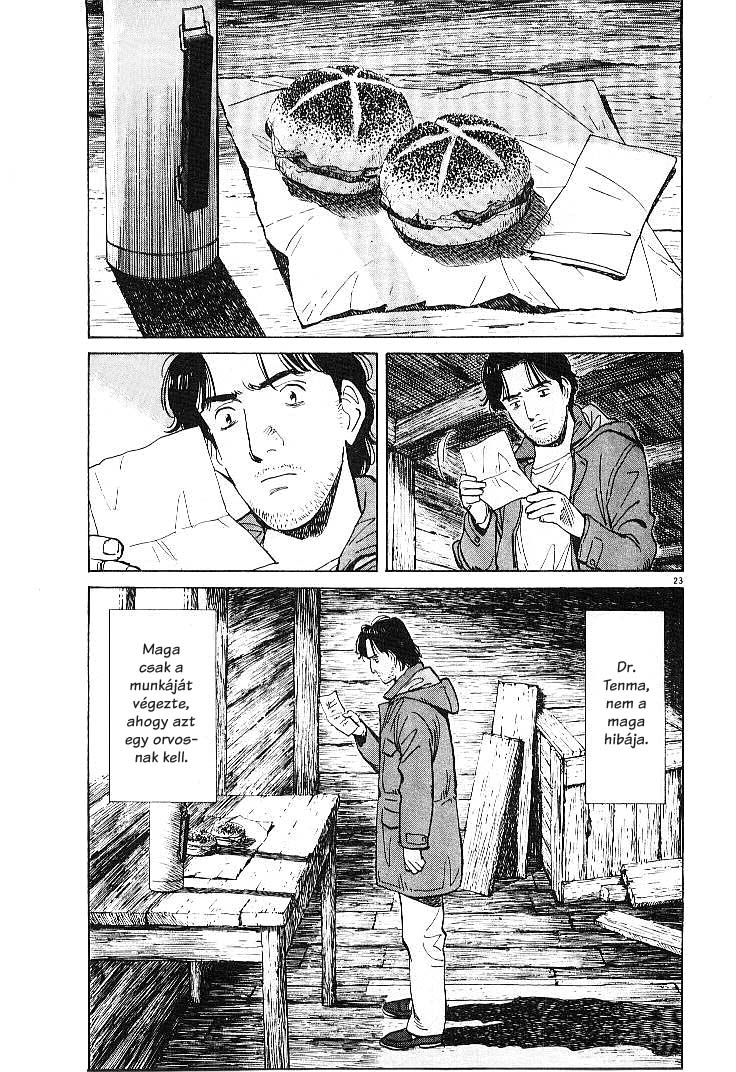 23
Dr.
Tenma,
nem a
maga
hibája.
Maga
csak a
munkáját
végezte,
ahogy azt
egy orvos-
nak kell.